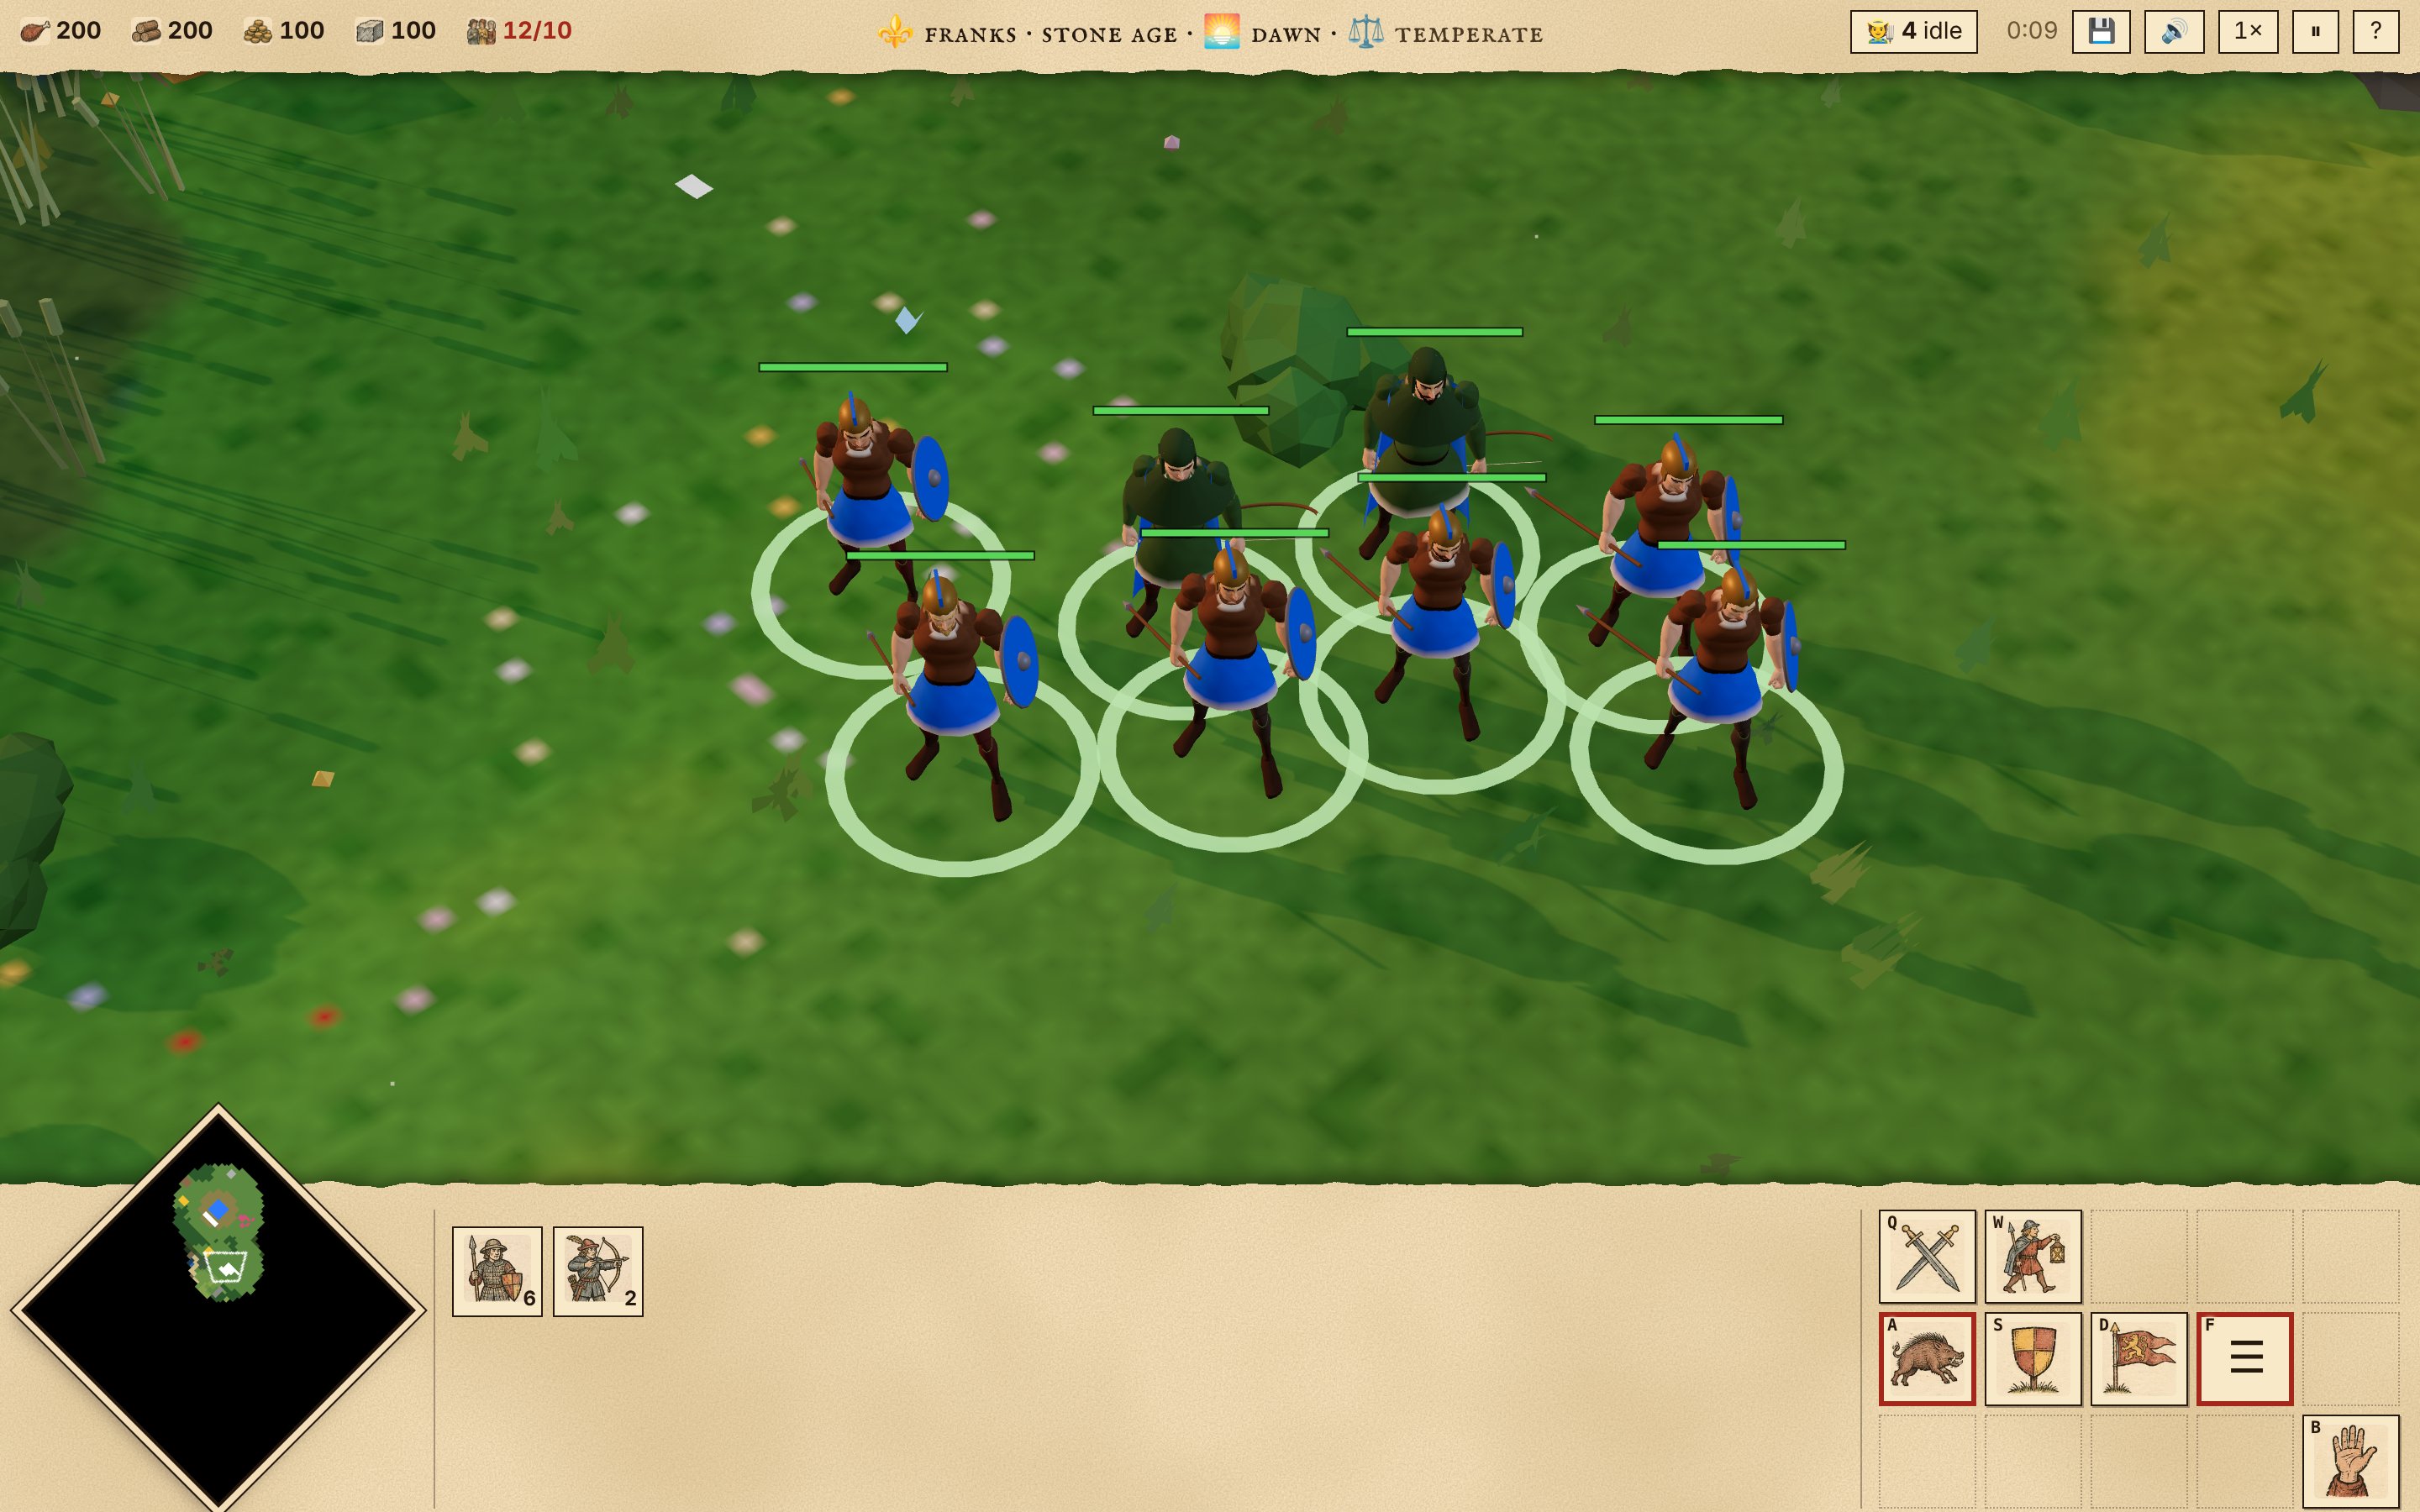 200 200 100 100 12/10
FRANKS · STONE AGE · DAWN · TEMPERATE
4 idle 0:09 1× ?
6 2
Q W
A S D F
B